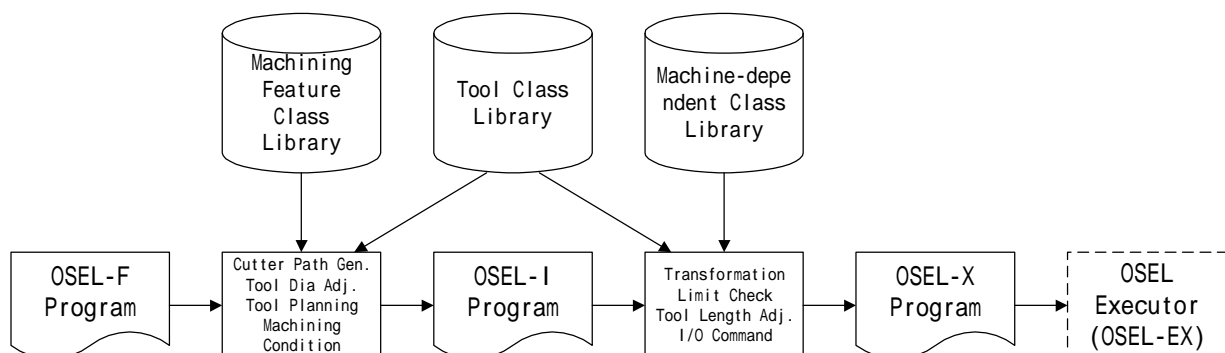 Machining
Feature
Class
Library
Tool Class
Library
Machine-depe
ndent Class
Library
OSEL-F
Program
Cutter Path Gen.
Tool Dia Adj.
Tool Planning
Machining
Condition
OSEL-I
Program
Transformation
Limit Check
Tool Length Adj.
I/O Command
OSEL-X
Program
OSEL
Executor
(OSEL-EX)